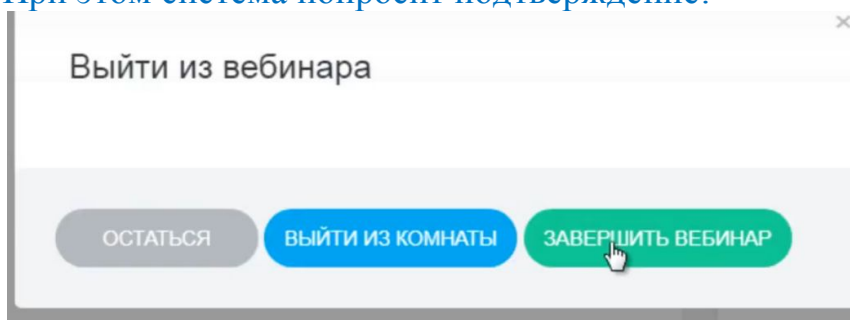 При этом система попросит подтверждение:
Выйти из вебинара
ОСТАТЬСЯ
ВЫЙТИ ИЗ КОМНАТЫ
ЗАВЕРШИТЬ ВЕБИНАР